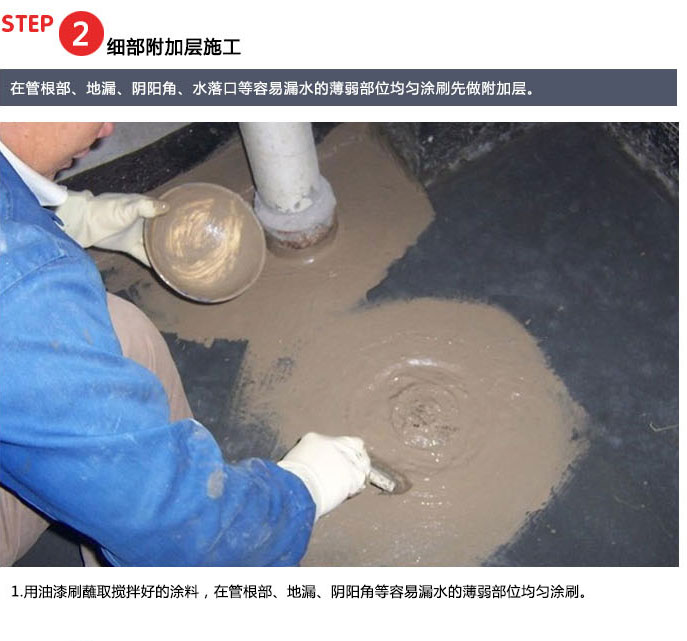 STEP 2 细部附加层施工
在管根部、地漏、阴阳角、水落口等容易漏水的薄弱部位均匀涂刷先做附加层。
1.用油漆刷蘸取搅拌好的涂料，在管根部、地漏、阴阳角等容易漏水的薄弱部位均匀涂刷。